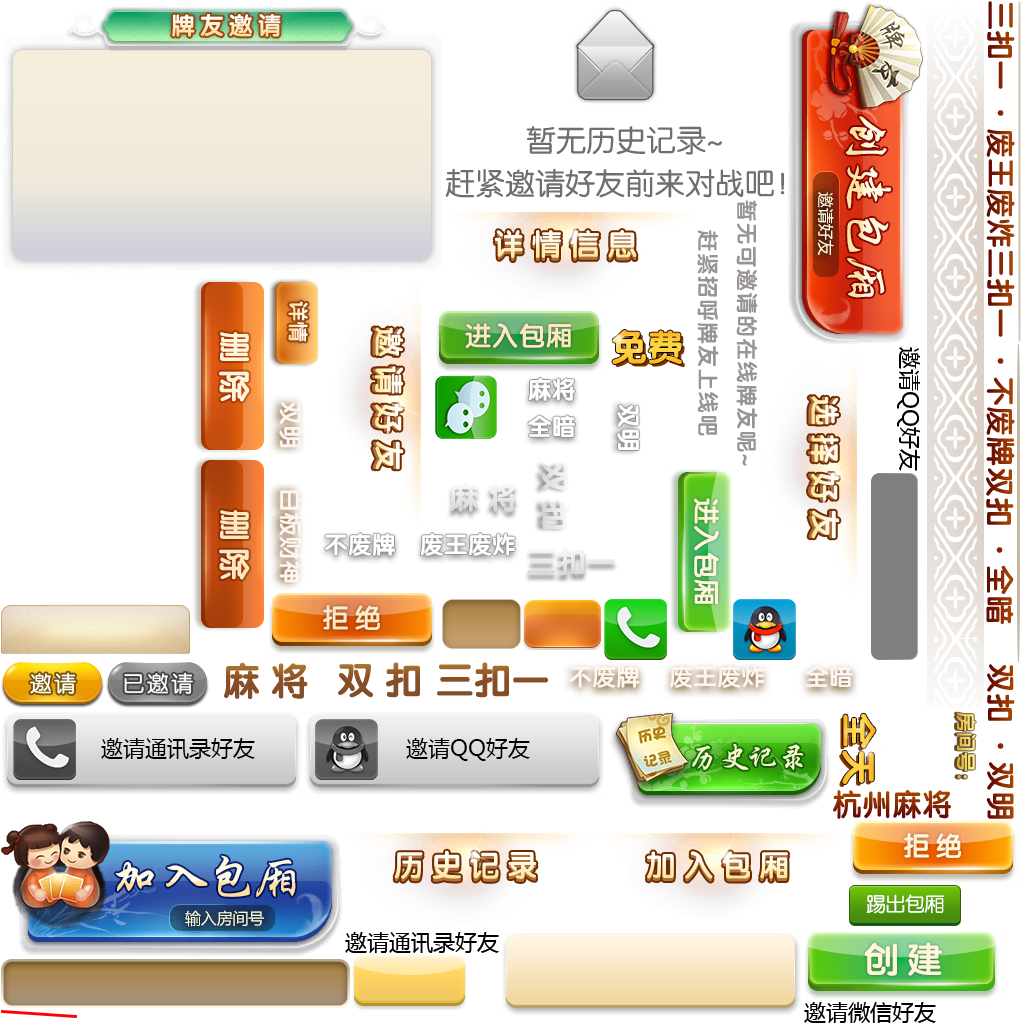 牌友邀请
暂无历史记录~
赶紧邀请好友前来对战吧!
牌友
创建包厢
邀请好友
三扣一 · 废王废炸三扣一 · 不废牌双扣 · 全暗
双扣 · 双明
详情信息
暂无可邀请的在线牌友呢~
赶紧招呼牌友上线吧
删除
详情
邀请好友
进入包厢
免费
邀请QQ好友
麻将
全暗
双明
双明
选择好友
删除
白板财神
麻将
双扣
进入包厢
不废牌
废王废炸
三扣一
拒绝
邀请
已邀请
麻将
双扣
三扣一
不废牌
废王废炸
全暗
邀请通讯录好友
邀请QQ好友
历史记录
历史记录
全天
房间号:
杭州麻将
加入包厢
输入房间号
历史记录
加入包厢
拒绝
踢出包厢
邀请通讯录好友
创建
邀请微信好友